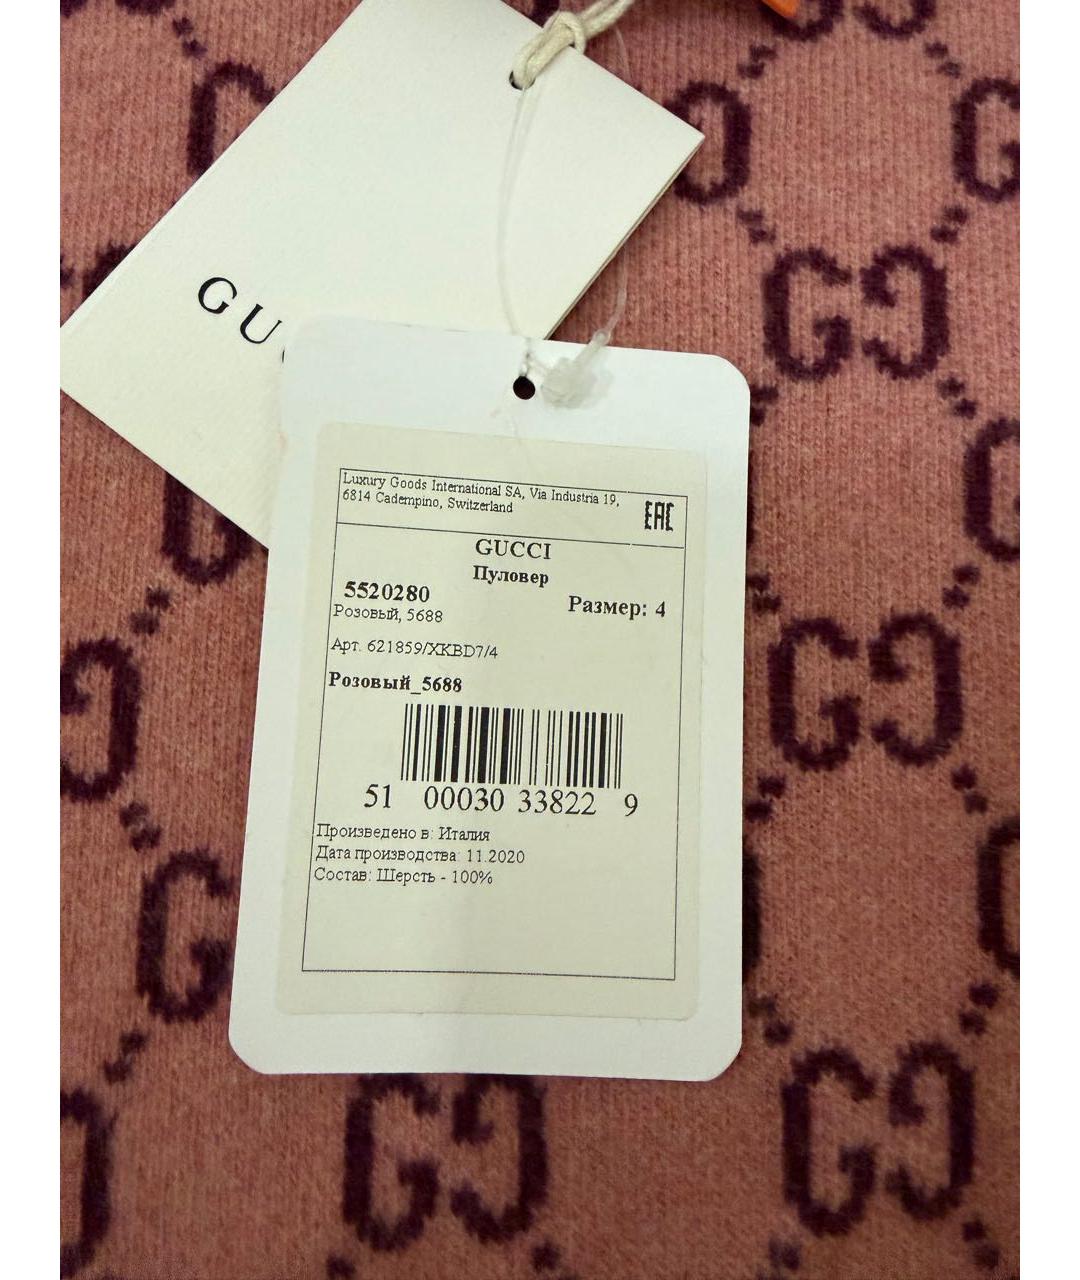 GU
Luxury Goods International SA, Via Industria 19,
6814 Cadempino, Switzerland
EAC
GUCCI
Пуловер
5520280
Размер: 4
Розовый, 5688
Арт. 621859/XKBD7/4
Розовый_5688
51 00030 33822 9
Произведено в: Италия
Дата производства: 11.2020
Состав: Шерсть - 100%